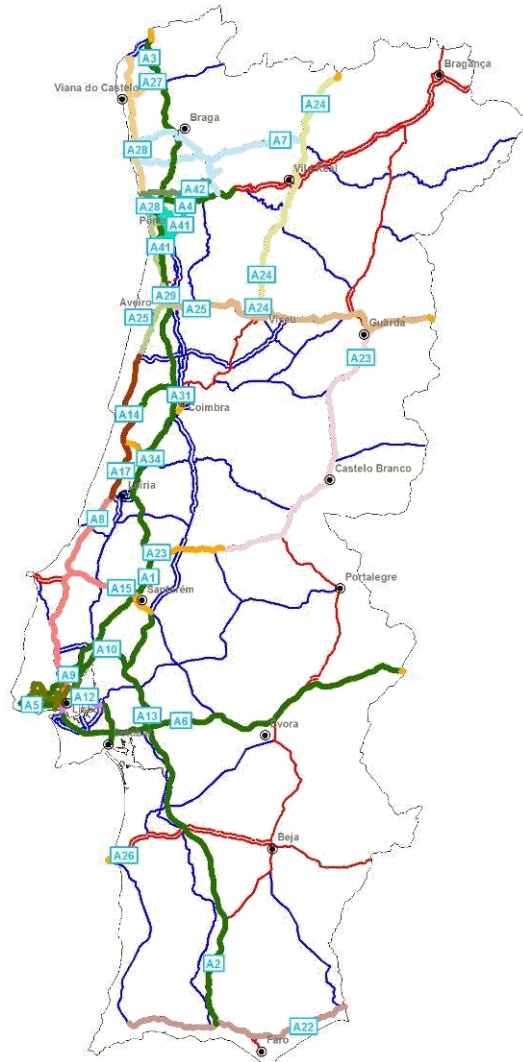 A3
Bragança
A27
Viana do Castelo
A24
Braga
A7
A28
Vila Real
A42
A28
A4
Porto
A41
A41
A24
A29
Aveiro
A25
A24
A25
Viseu
Guarda
A23
A31
Coimbra
A14
A34
A17
Castelo Branco
Leiria
A8
A23
A1
A15
Portalegre
Santarém
A10
A9
A12
A5
Lisboa
A13
A6
Évora
A26
Beja
A2
A22
Faro